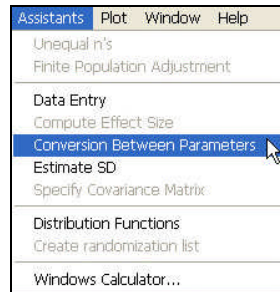 Assistants Plot Window Help
Unequal n's
Finite Population Adjustment
Data Entry
Compute Effect Size
Conversion Between Parameters
Estimate SD
Specify Covariance Matrix
Distribution Functions
Create randomization list
Windows Calculator...